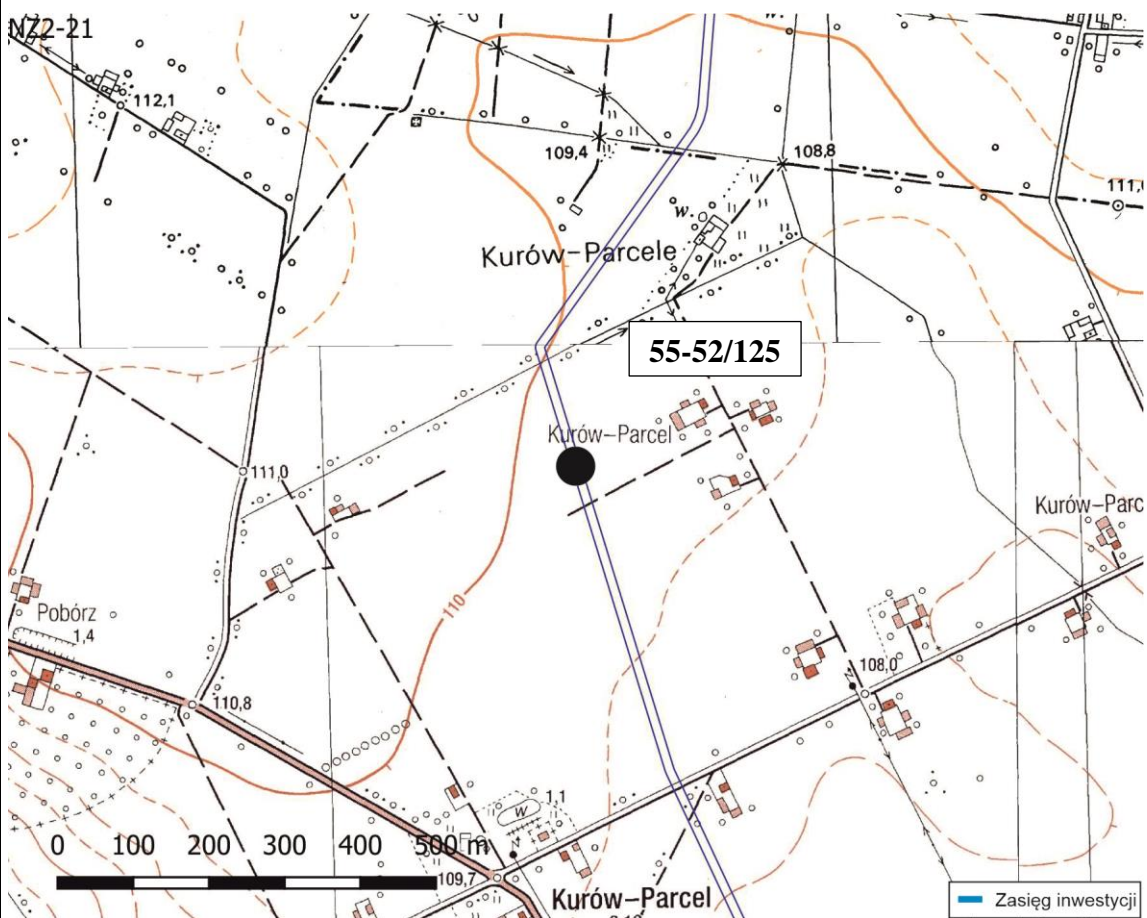 NZ2-21
w.
112,1
109,4
108,8
111,
w.
Kurów-Parcele
55-52/125
Kurów-Parcel
111,0
Kurów-Parc
110
Pobórz
1,4
108,0
110,8
1,1
w
0 100 200 300 400 500 m
109,7
Kurów-Parcel
Zasięg inwestycji